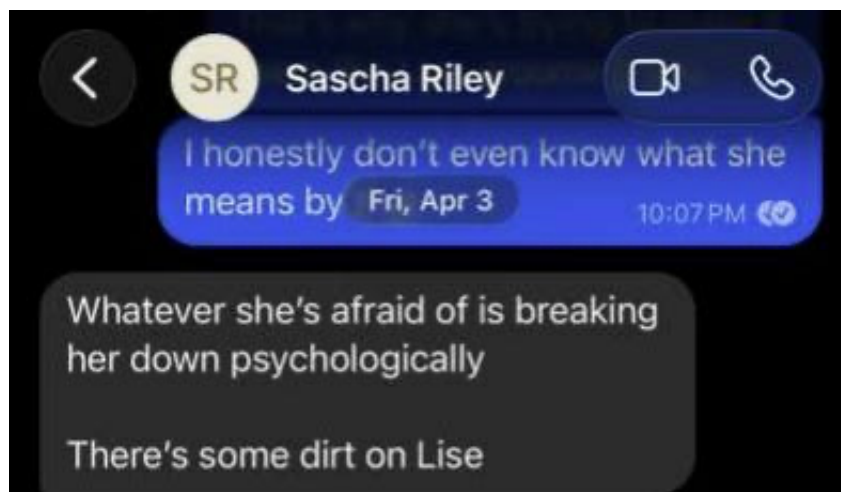 SR Sascha Riley
I honestly don't even know what she
means by Fri, Apr 3
10:07 PM
Whatever she's afraid of is breaking
her down psychologically
There's some dirt on Lise